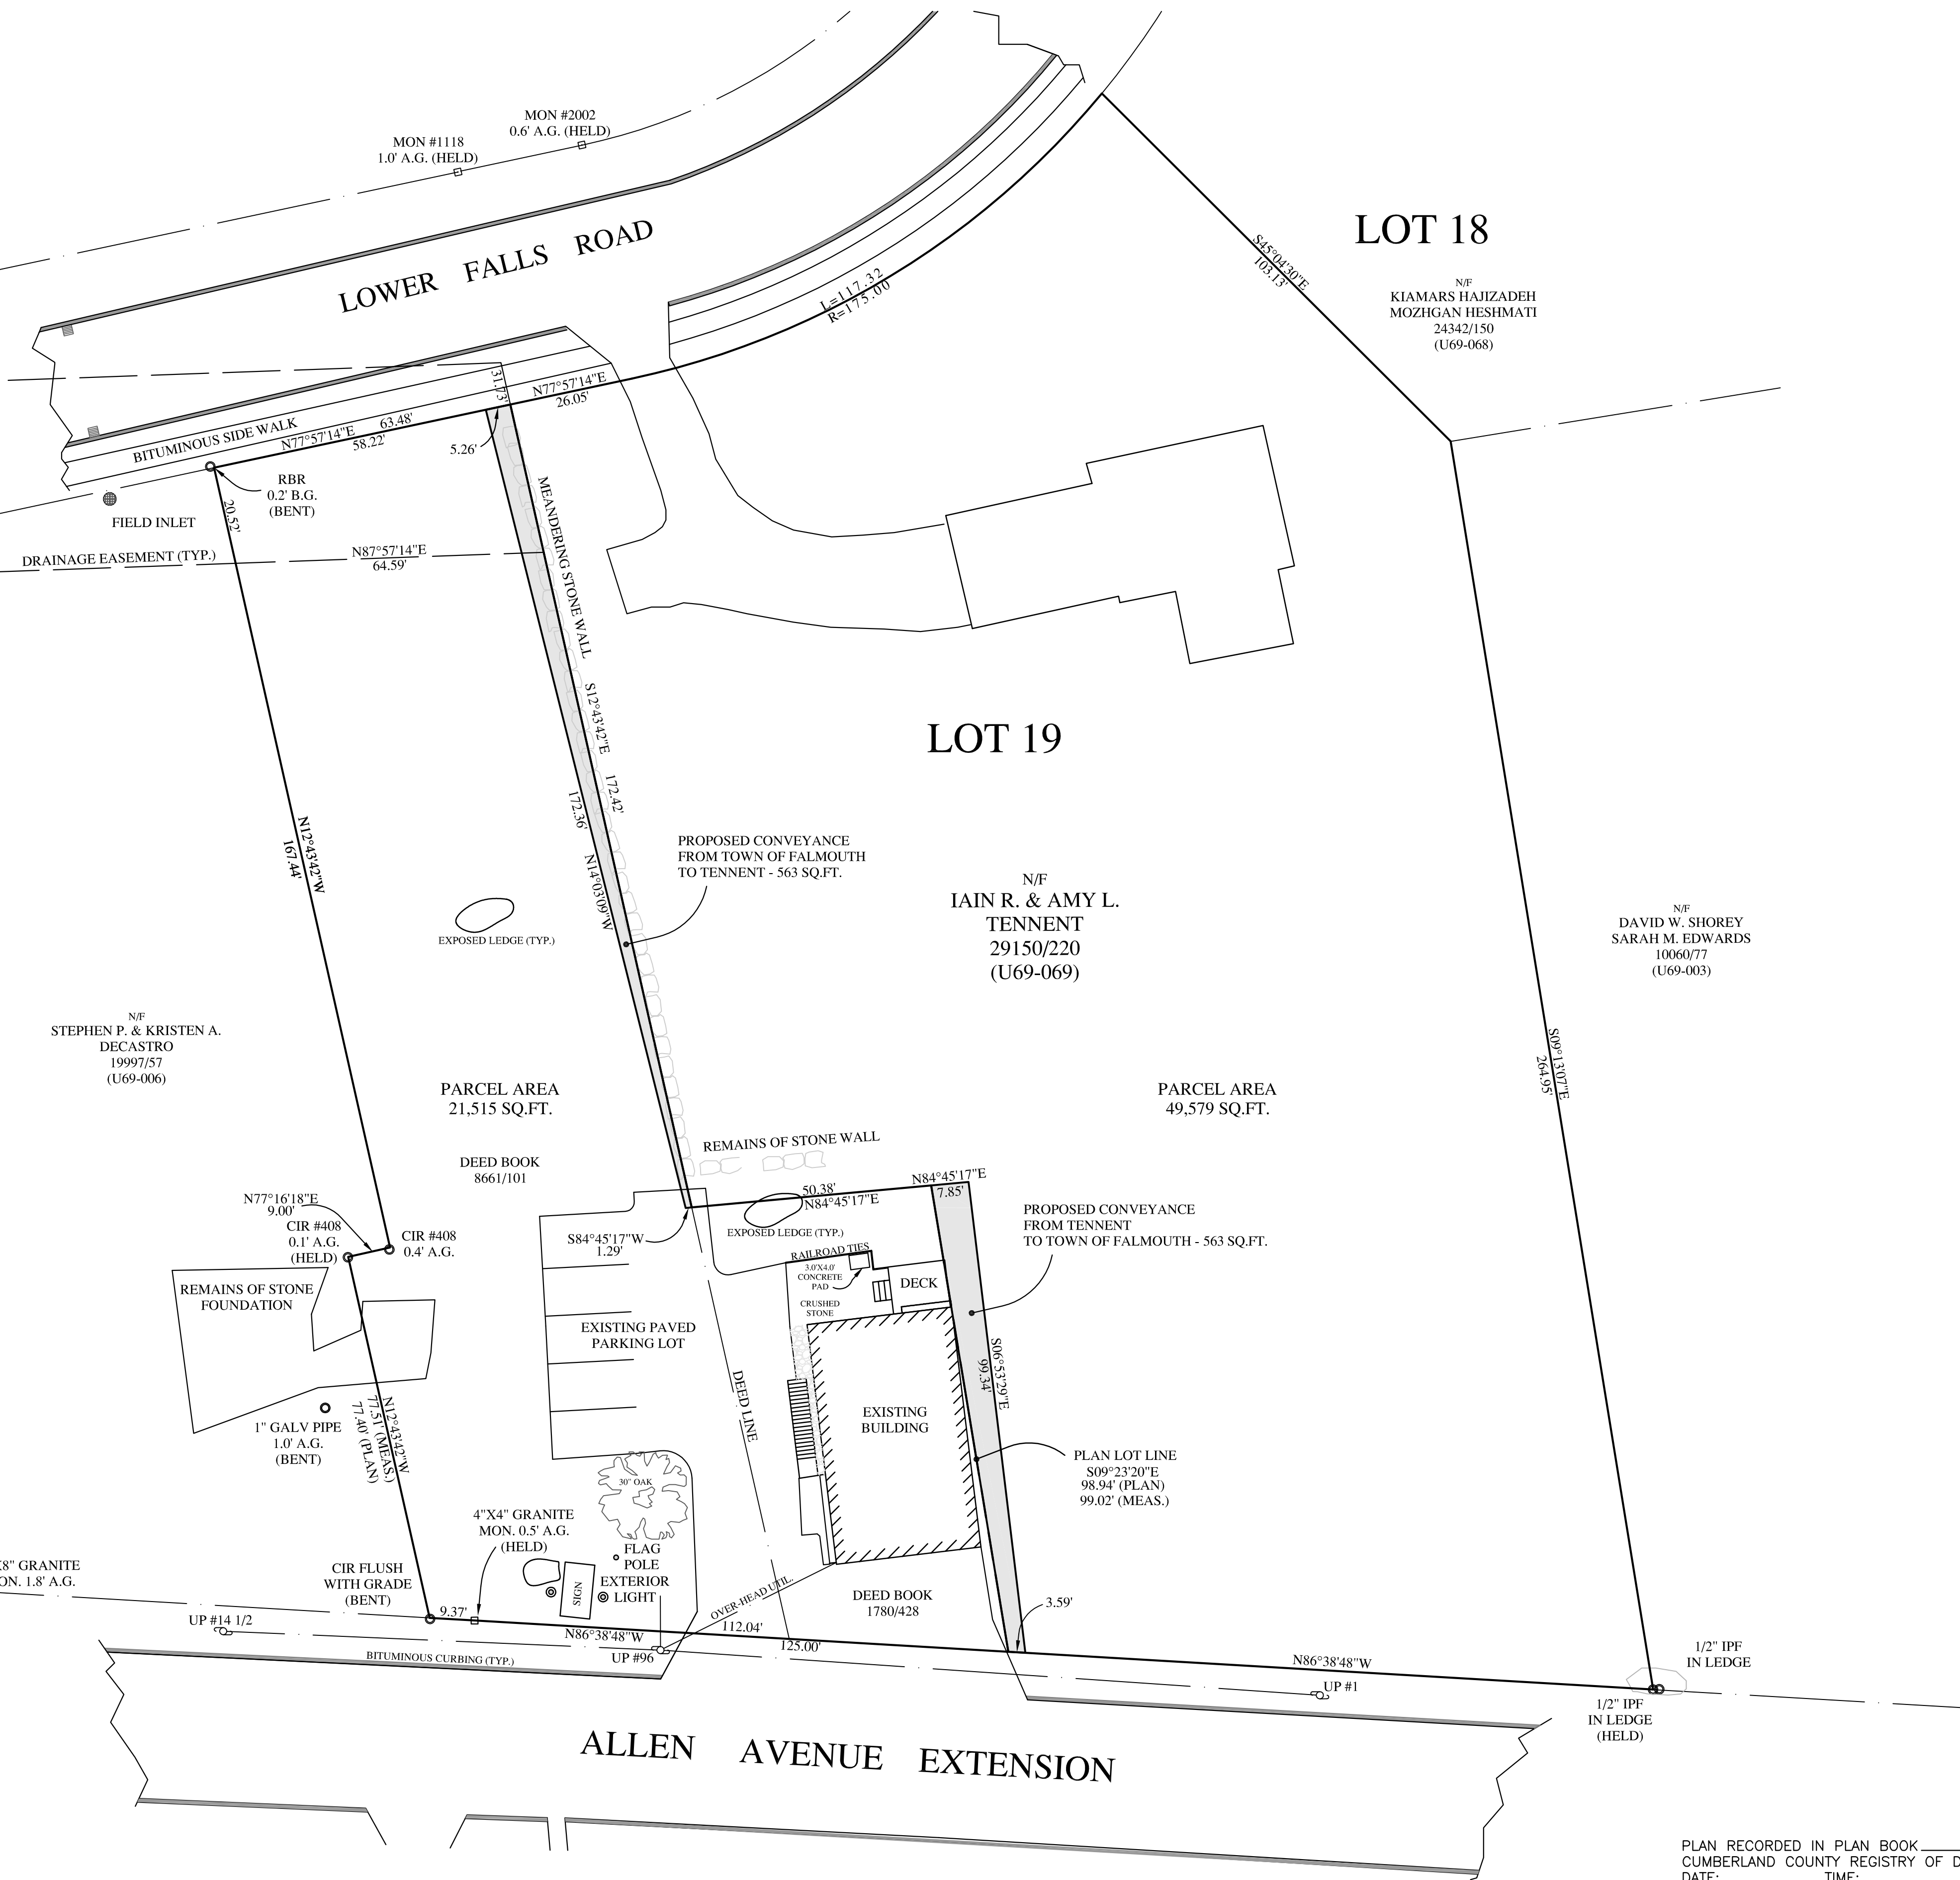 MON #2002
0.6' A.G. (HELD)
MON #1118
1.0' A.G. (HELD)
LOWER FALLS ROAD
LOT 18
S45°04'30"E
103.13'
N/F
KIAMARS HAJIZADEH
MOZHGAN HESHMATI
24342/150
(U69-068)
L=117.32
R=175.00
31.73'
N77°57'14"E
26.05'
BITUMINOUS SIDE WALK
N77°57'14"E
63.48'
58.22'
5.26'
RBR
0.2' B.G.
(BENT)
20.52'
FIELD INLET
DRAINAGE EASEMENT (TYP.)
N87°57'14"E
64.59'
MEANDERING STONE WALL
S12°43'42"E 172.42'
172.36'
N14°03'09"W
LOT 19
N12°43'42"W
167.44'
PROPOSED CONVEYANCE
FROM TOWN OF FALMOUTH
TO TENNENT - 563 SQ.FT.
N/F
IAIN R. & AMY L.
TENNENT
29150/220
(U69-069)
EXPOSED LEDGE (TYP.)
N/F
DAVID W. SHOREY
SARAH M. EDWARDS
10060/77
(U69-003)
N/F
STEPHEN P. & KRISTEN A.
DECASTRO
19997/57
(U69-006)
S09°13'07"E
264.95'
PARCEL AREA
21,515 SQ.FT.
PARCEL AREA
49,579 SQ.FT.
DEED BOOK
8661/101
REMAINS OF STONE WALL
N84°45'17"E
7.85'
50.38'
N84°45'17"E
N77°16'18"E
9.00'
CIR #408
0.1' A.G.
(HELD)
CIR #408
0.4' A.G.
S84°45'17"W
1.29'
EXPOSED LEDGE (TYP.)
PROPOSED CONVEYANCE
FROM TENNENT
TO TOWN OF FALMOUTH - 563 SQ.FT.
RAILROAD TIES
3.0'X4.0'
CONCRETE
PAD
DECK
CRUSHED
STONE
REMAINS OF STONE
FOUNDATION
EXISTING PAVED
PARKING LOT
DEED LINE
S06°53'29"E
99.34'
EXISTING
BUILDING
N12°43'42"W
77.51' (MEAS.)
77.40' (PLAN)
1" GALV PIPE
1.0' A.G.
(BENT)
PLAN LOT LINE
S09°23'20"E
98.94' (PLAN)
99.02' (MEAS.)
30" OAK
4"X4" GRANITE
MON. 0.5' A.G.
(HELD)
FLAG
POLE
EXTERIOR
LIGHT
SIGN
OVER-HEAD UTIL.
DEED BOOK
1780/428
X8" GRANITE
ON. 1.8' A.G.
CIR FLUSH
WITH GRADE
(BENT)
9.37'
3.59'
UP #14 1/2
N86°38'48"W
112.04'
125.00'
BITUMINOUS CURBING (TYP.)
UP #96
N86°38'48"W
UP #1
1/2" IPF
IN LEDGE
1/2" IPF
IN LEDGE
(HELD)
ALLEN AVENUE EXTENSION
PLAN RECORDED IN PLAN BOOK
CUMBERLAND COUNTY REGISTRY OF D
DATE: TIME: